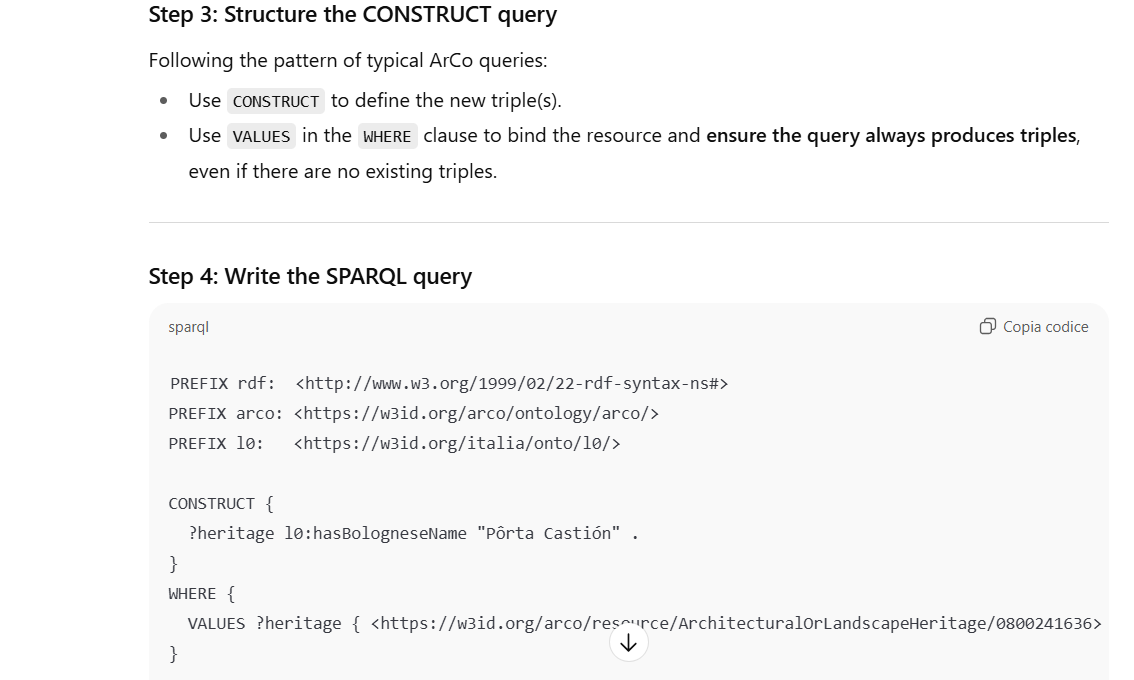 Step 3: Structure the CONSTRUCT query
Following the pattern of typical ArCo queries:
Use CONSTRUCT to define the new triple(s).
Use VALUES in the WHERE clause to bind the resource and ensure the query always produces triples,
even if there are no existing triples.
Step 4: Write the SPARQL query
sparql
Copia codice
PREFIX rdf:  <http://www.w3.org/1999/02/22-rdf-syntax-ns#>
PREFIX arco: <https://w3id.org/arco/ontology/arco/>
PREFIX l0:   <https://w3id.org/italia/onto/l0/>
CONSTRUCT {
  ?heritage l0:hasBologneseName "Pôrta Castión" .
}
WHERE {
  VALUES ?heritage { <https://w3id.org/arco/resource/ArchitecturalOrLandscapeHeritage/0800241636>
}